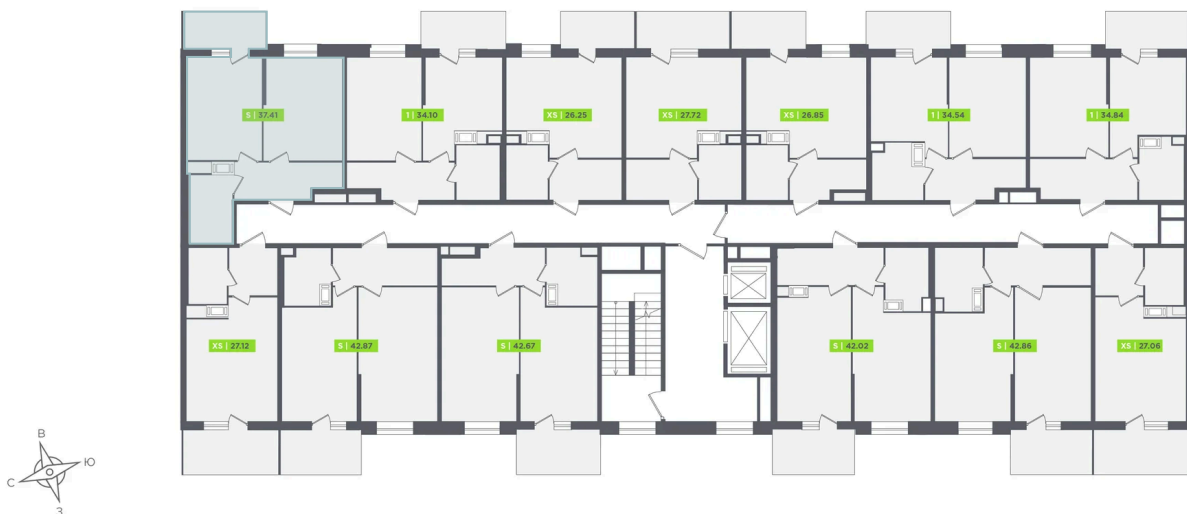 S | 37.41
1 | 34.10
XS | 26.25
XS | 27.72
XS | 26.85
1 | 34.54
1 | 34.84
XS | 27.12
S | 42.87
S | 42.67
S | 42.02
S | 42.86
XS | 27.06
В
Ю
С
З